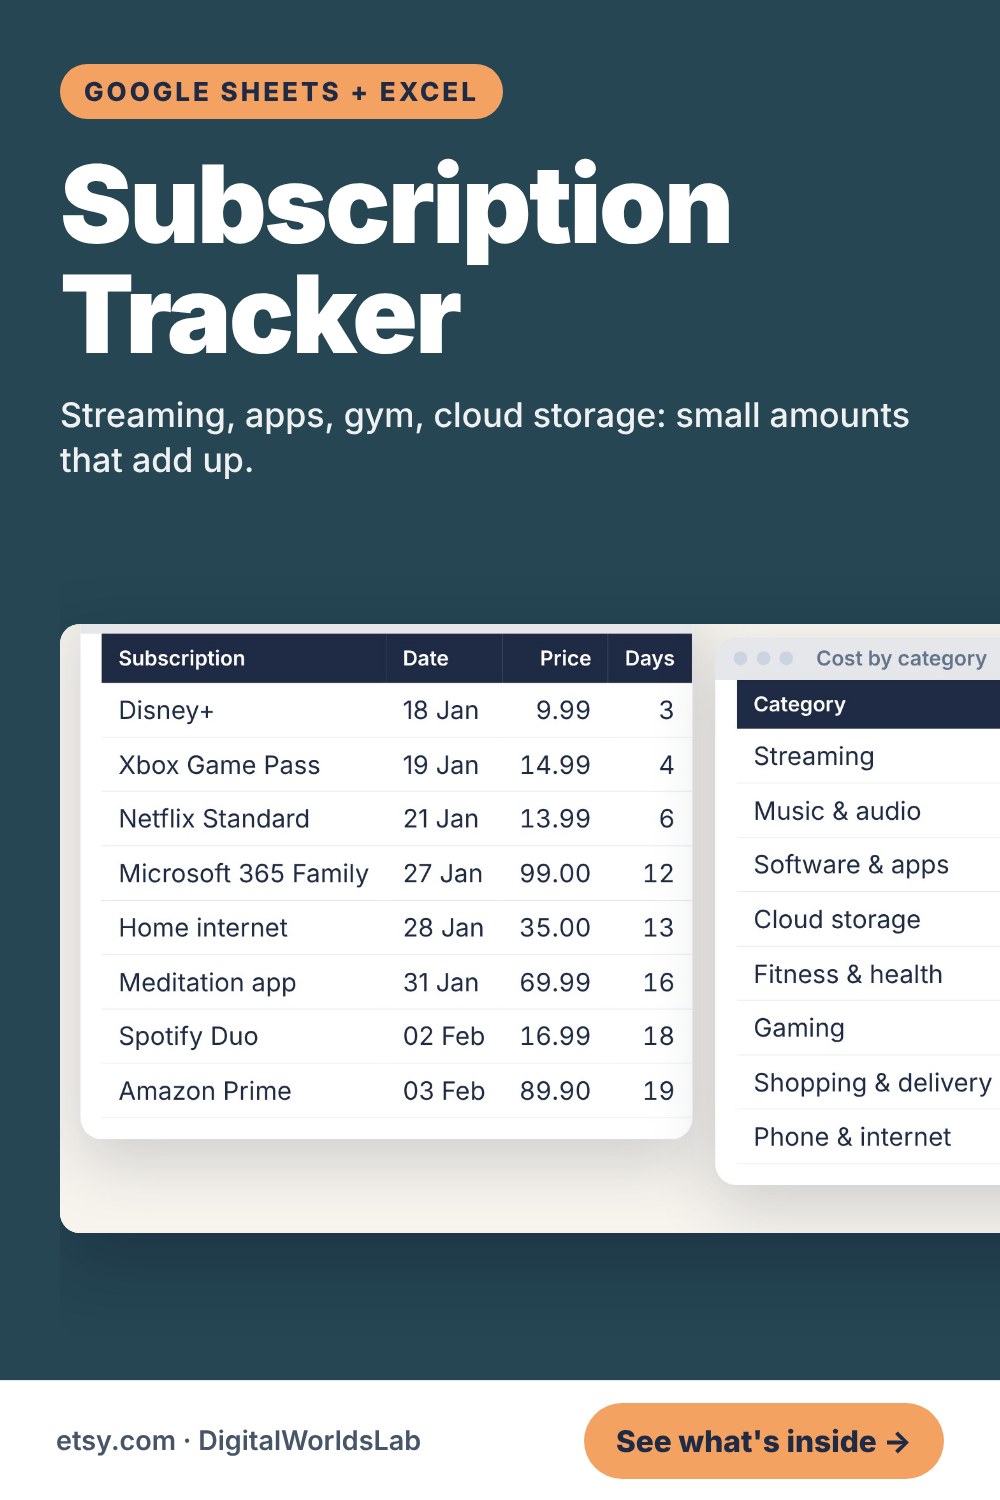 GOOGLE SHEETS + EXCEL
Subscription
Tracker
Streaming, apps, gym, cloud storage: small amounts
that add up.
Subscription Date Price Days
Disney+ 18 Jan 9.99 3
Xbox Game Pass 19 Jan 14.99 4
Netflix Standard 21 Jan 13.99 6
Microsoft 365 Family 27 Jan 99.00 12
Home internet 28 Jan 35.00 13
Meditation app 31 Jan 69.99 16
Spotify Duo 02 Feb 16.99 18
Amazon Prime 03 Feb 89.90 19
Cost by category
Category
Streaming
Music & audio
Software & apps
Cloud storage
Fitness & health
Gaming
Shopping & delivery
Phone & internet
etsy.com · DigitalWorldsLab
See what's inside →